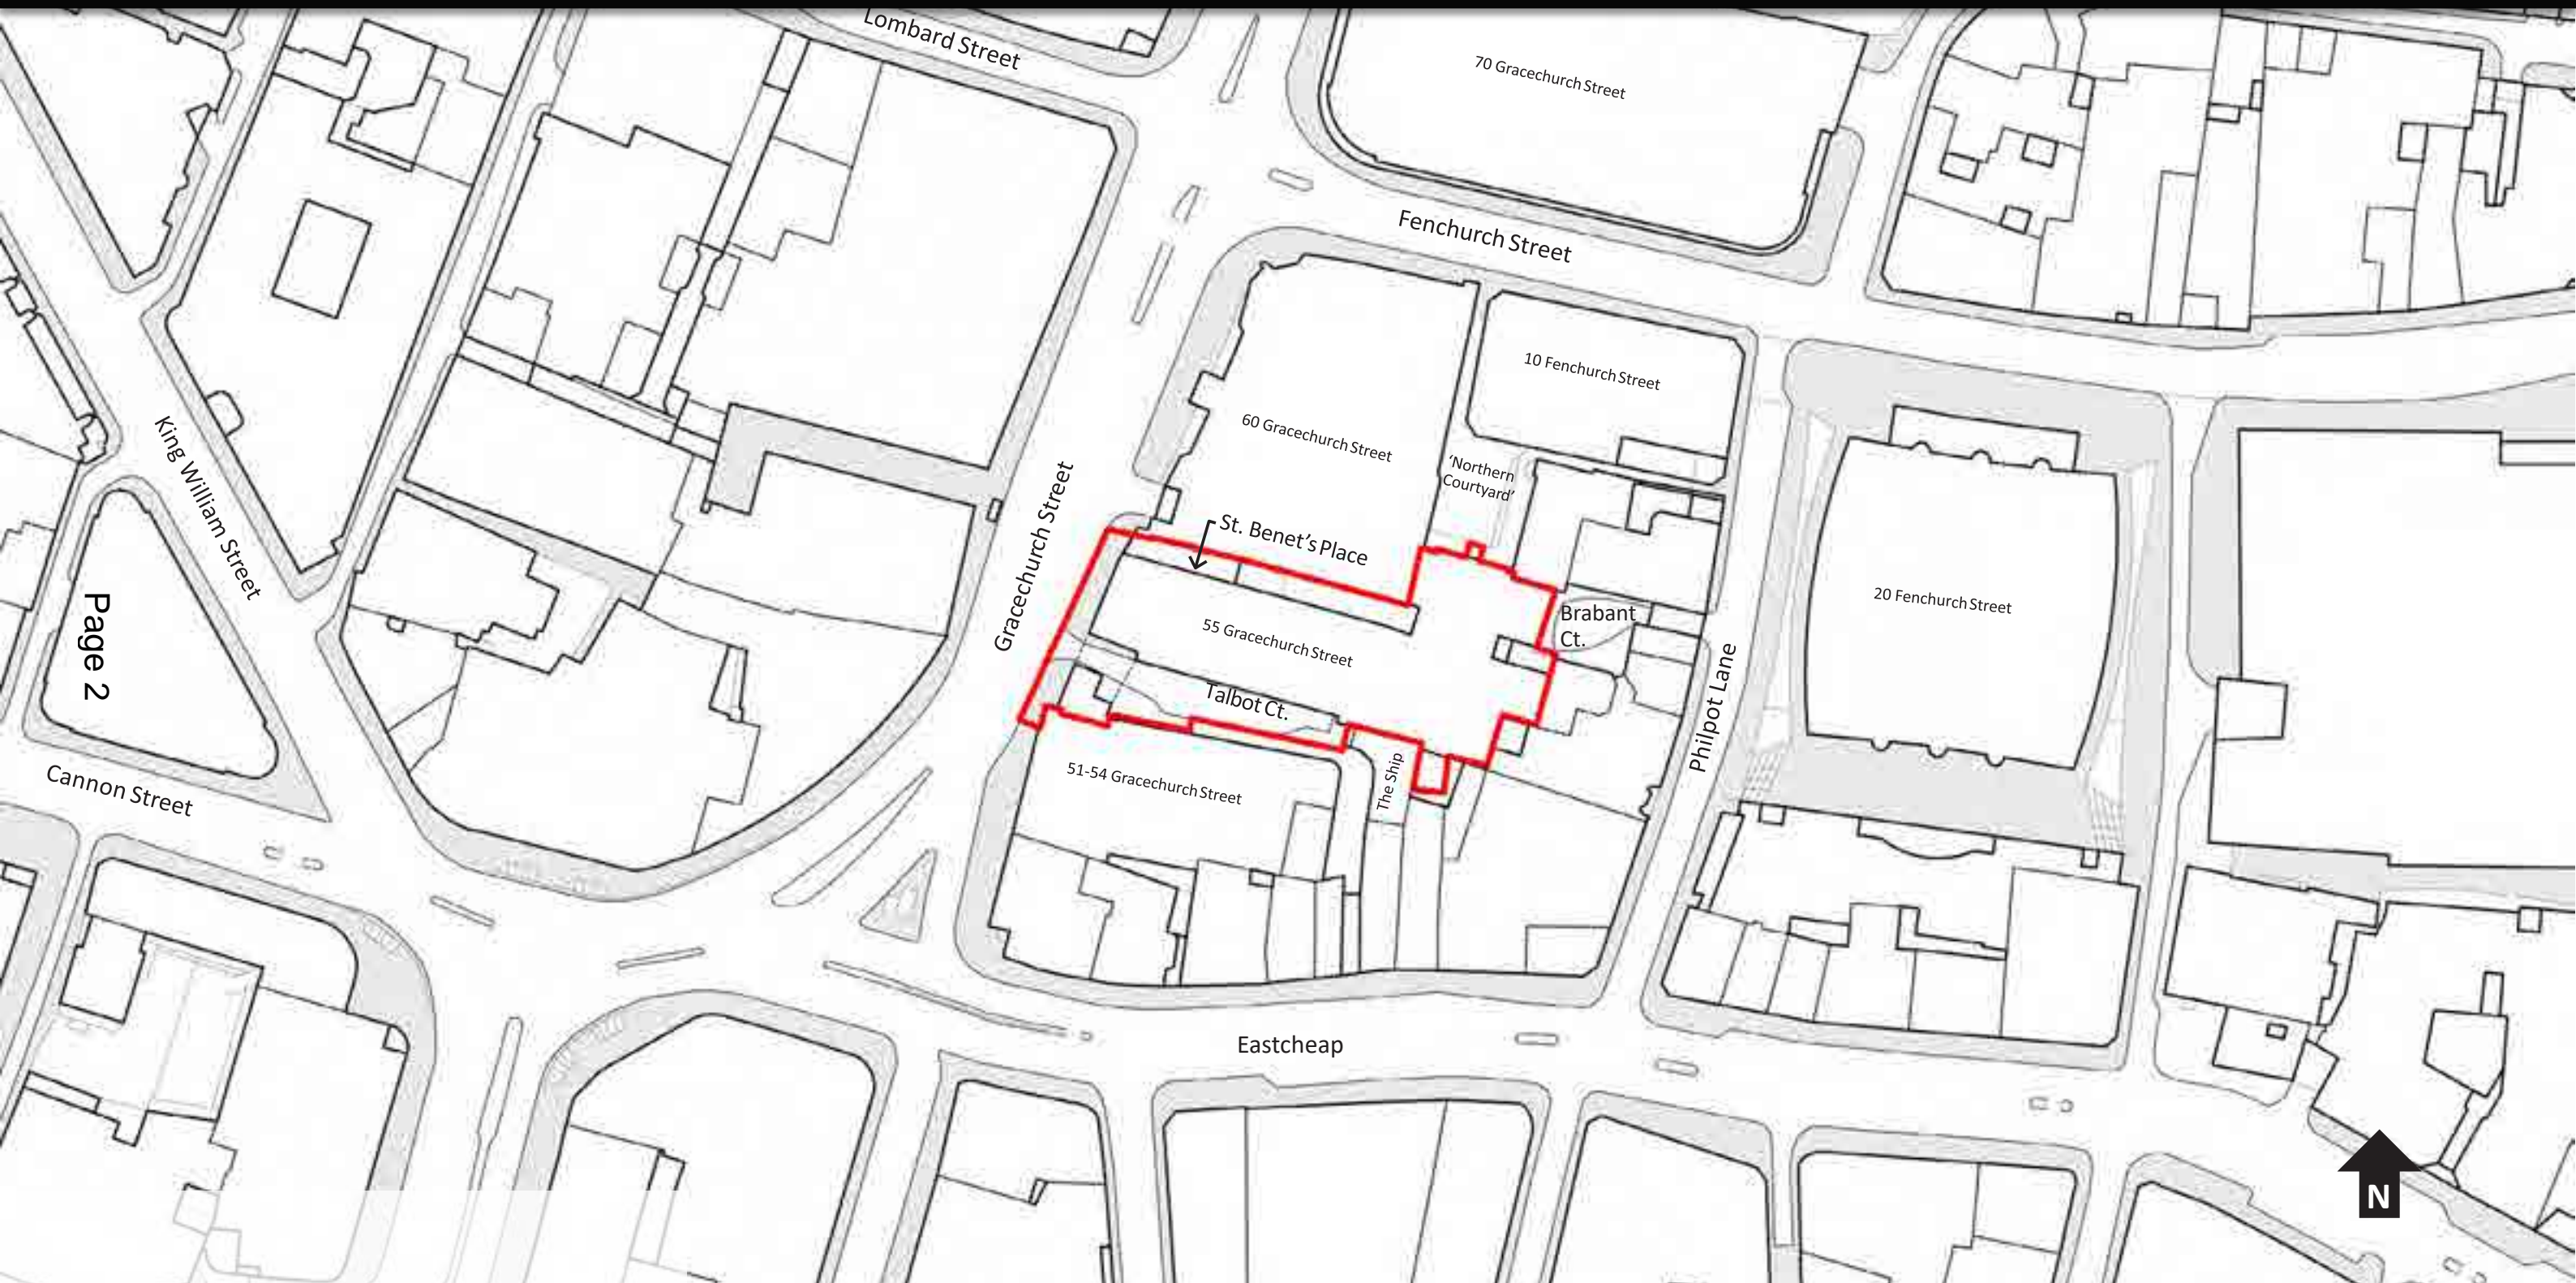 Lombard Street
70 Gracechurch Street
Fenchurch Street
10 Fenchurch Street
60 Gracechurch Street
'Northern
Courtyard'
King William Street
Gracechurch Street
St. Benet's Place
Brabant
Ct.
20 Fenchurch Street
55 Gracechurch Street
Page 2
Talbot Ct.
Philpot Lane
Cannon Street
51-54 Gracechurch Street
The Ship
Eastcheap
N